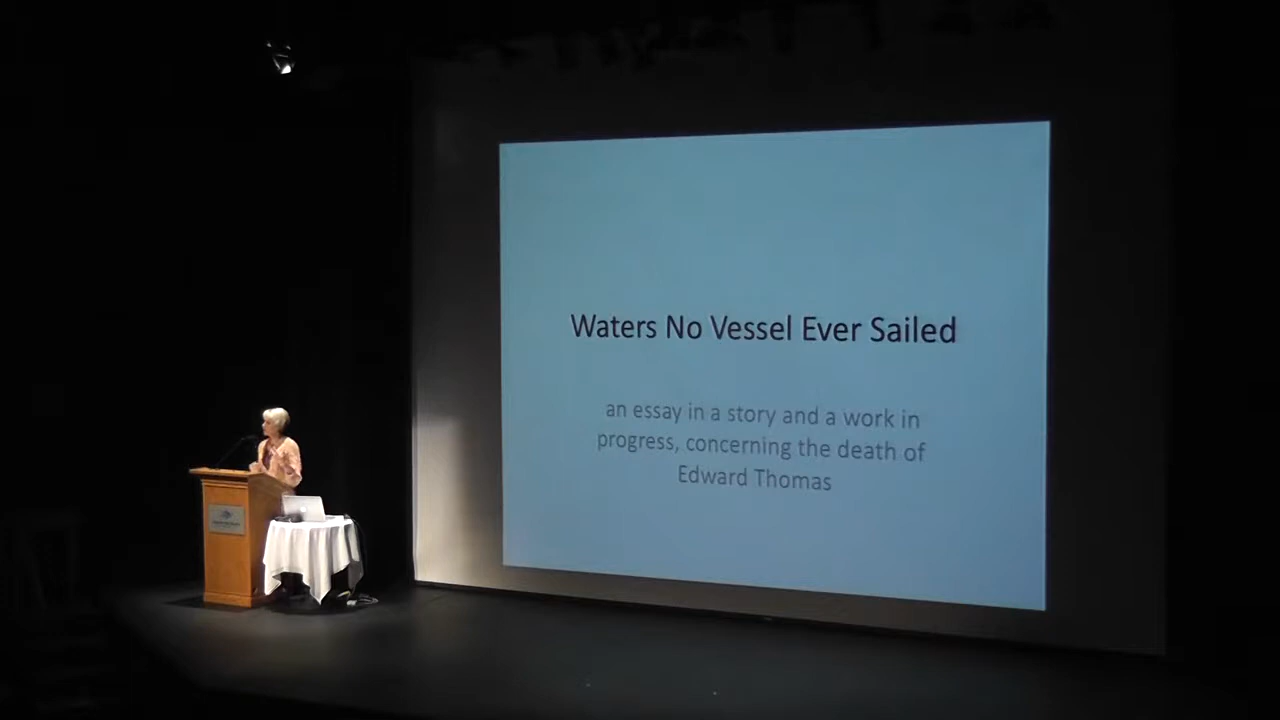 Waters No Vessel Ever Sailed
an essay in a story and a work in
progress, concerning the death of
Edward Thomas